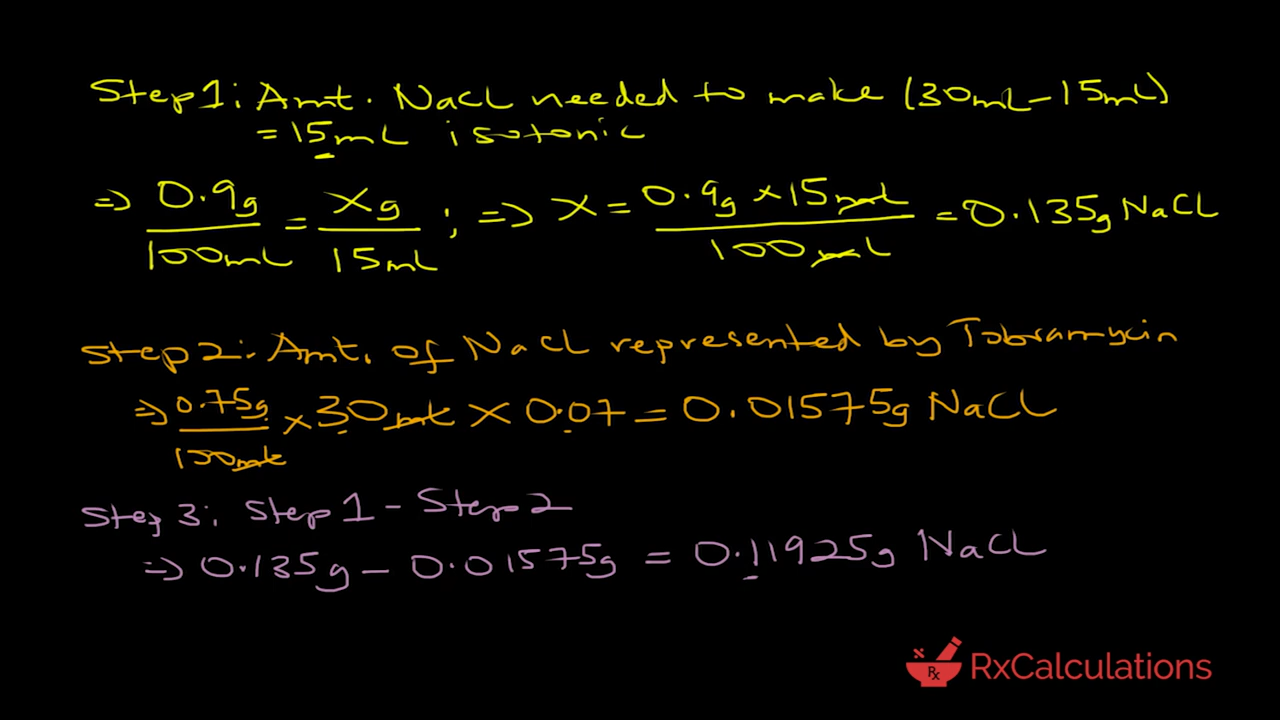 Step 1: Amt. NaCl needed to make (30mL-15mL)
= 15mL isotonic
=> 0.9g/100mL = Xg/15mL ; => X = 0.9g x 15mL/100mL = 0.135g NaCl
Step 2: Amt. of NaCl represented by Tobramycin
=> 0.75g/100mL x 30mL x 0.07 = 0.01575g NaCl
Step 3: Step 1 - Step 2
=> 0.135g - 0.01575g = 0.11925g NaCl
Rx RxCalculations